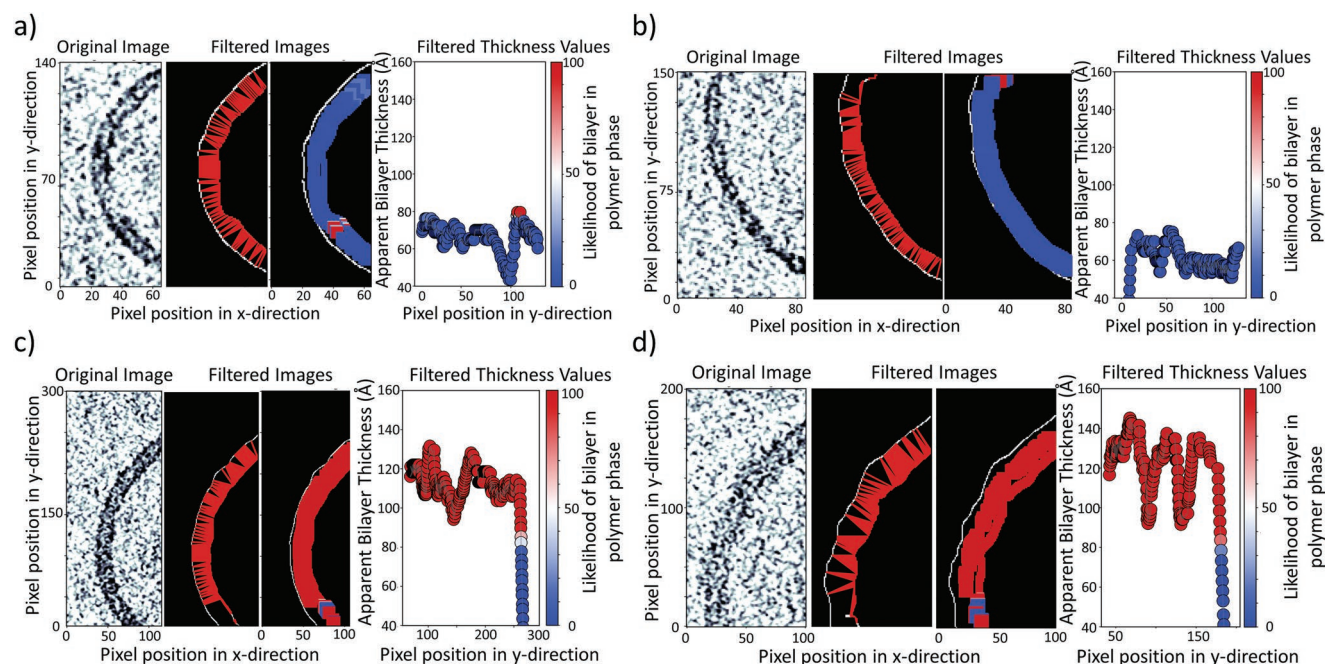 a)
Original Image
Filtered Images
Filtered Thickness Values
Pixel position in y-direction
140
70
0
0 20 40 60
0 20 40 60
Pixel position in x-direction
Apparent Bilayer Thickness (Å)
160
140
120
100
80
60
40
0 50 100
Pixel position in y-direction
100
50
0
Likelihood of bilayer in
polymer phase
b)
Original Image
Filtered Images
Filtered Thickness Values
Pixel position in y-direction
150
75
0
0 40 80
0 40 80
Pixel position in x-direction
Apparent Bilayer Thickness (Å)
160
140
120
100
80
60
40
0 50 100
Pixel position in y-direction
100
50
0
Likelihood of bilayer in
polymer phase
c)
Original Image
Filtered Images
Filtered Thickness Values
Pixel position in y-direction
300
150
0
0 50 100
0 50 100
Pixel position in x-direction
Apparent Bilayer Thickness (Å)
160
140
120
100
80
60
40
100 200 300
Pixel position in y-direction
100
50
0
Likelihood of bilayer in
polymer phase
d)
Original Image
Filtered Images
Filtered Thickness Values
Pixel position in y-direction
200
100
0
0 50 100
0 50 100
Pixel position in x-direction
Apparent Bilayer Thickness (Å)
160
140
120
100
80
60
40
50 150
Pixel position in y-direction
100
50
0
Likelihood of bilayer in
polymer phase